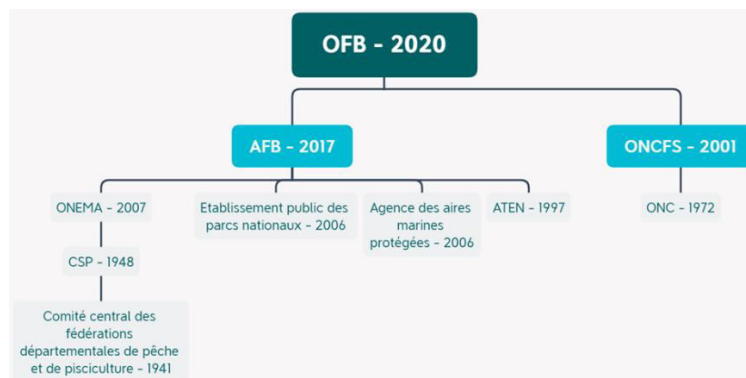 OFB - 2020
AFB - 2017
ONCFS - 2001
ONEMA - 2007
Etablissement public des
parcs nationaux - 2006
Agence des aires
marines
protégées - 2006
ATEN - 1997
ONC - 1972
CSP - 1948
Comité central des
fédérations
départementales de pêche
et de pisciculture - 1941